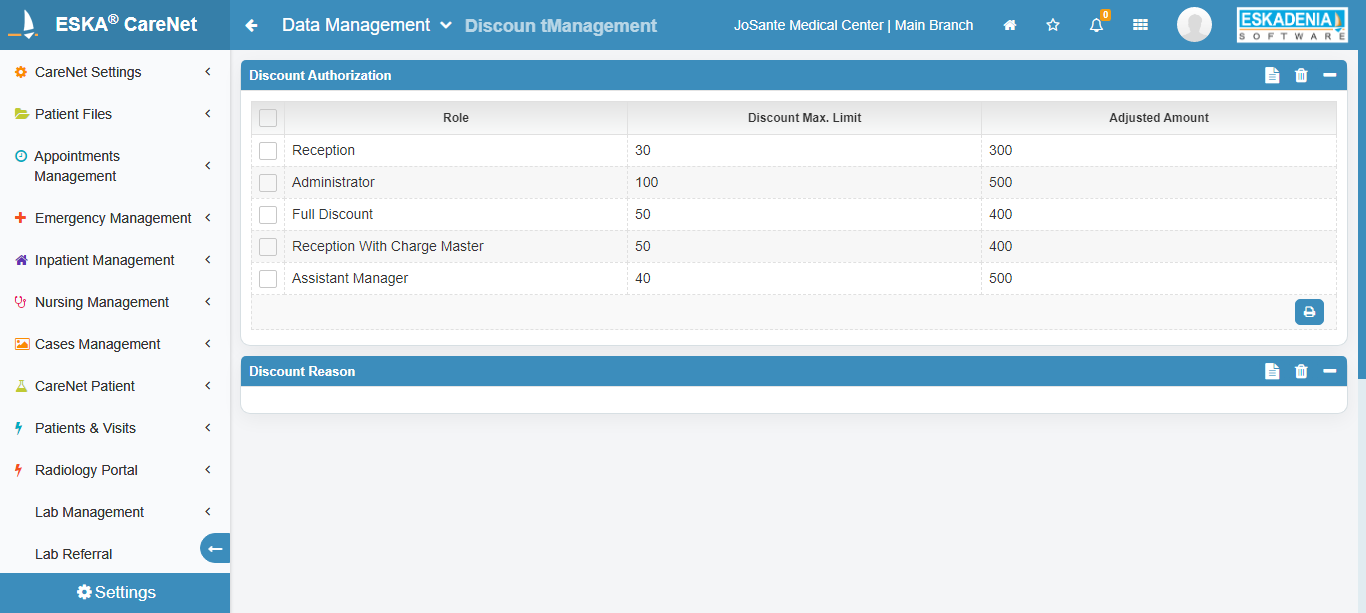 ESKA® CareNet
Data Management Discoun tManagement
JoSante Medical Center | Main Branch
0
ESKADENIA
SOFTWARE
CareNet Settings
Patient Files
Appointments
Management
Emergency Management
Inpatient Management
Nursing Management
Cases Management
CareNet Patient
Patients & Visits
Radiology Portal
Lab Management
Lab Referral
Settings
Discount Authorization
Role Discount Max. Limit Adjusted Amount
Reception 30 300
Administrator 100 500
Full Discount 50 400
Reception With Charge Master 50 400
Assistant Manager 40 500
Discount Reason